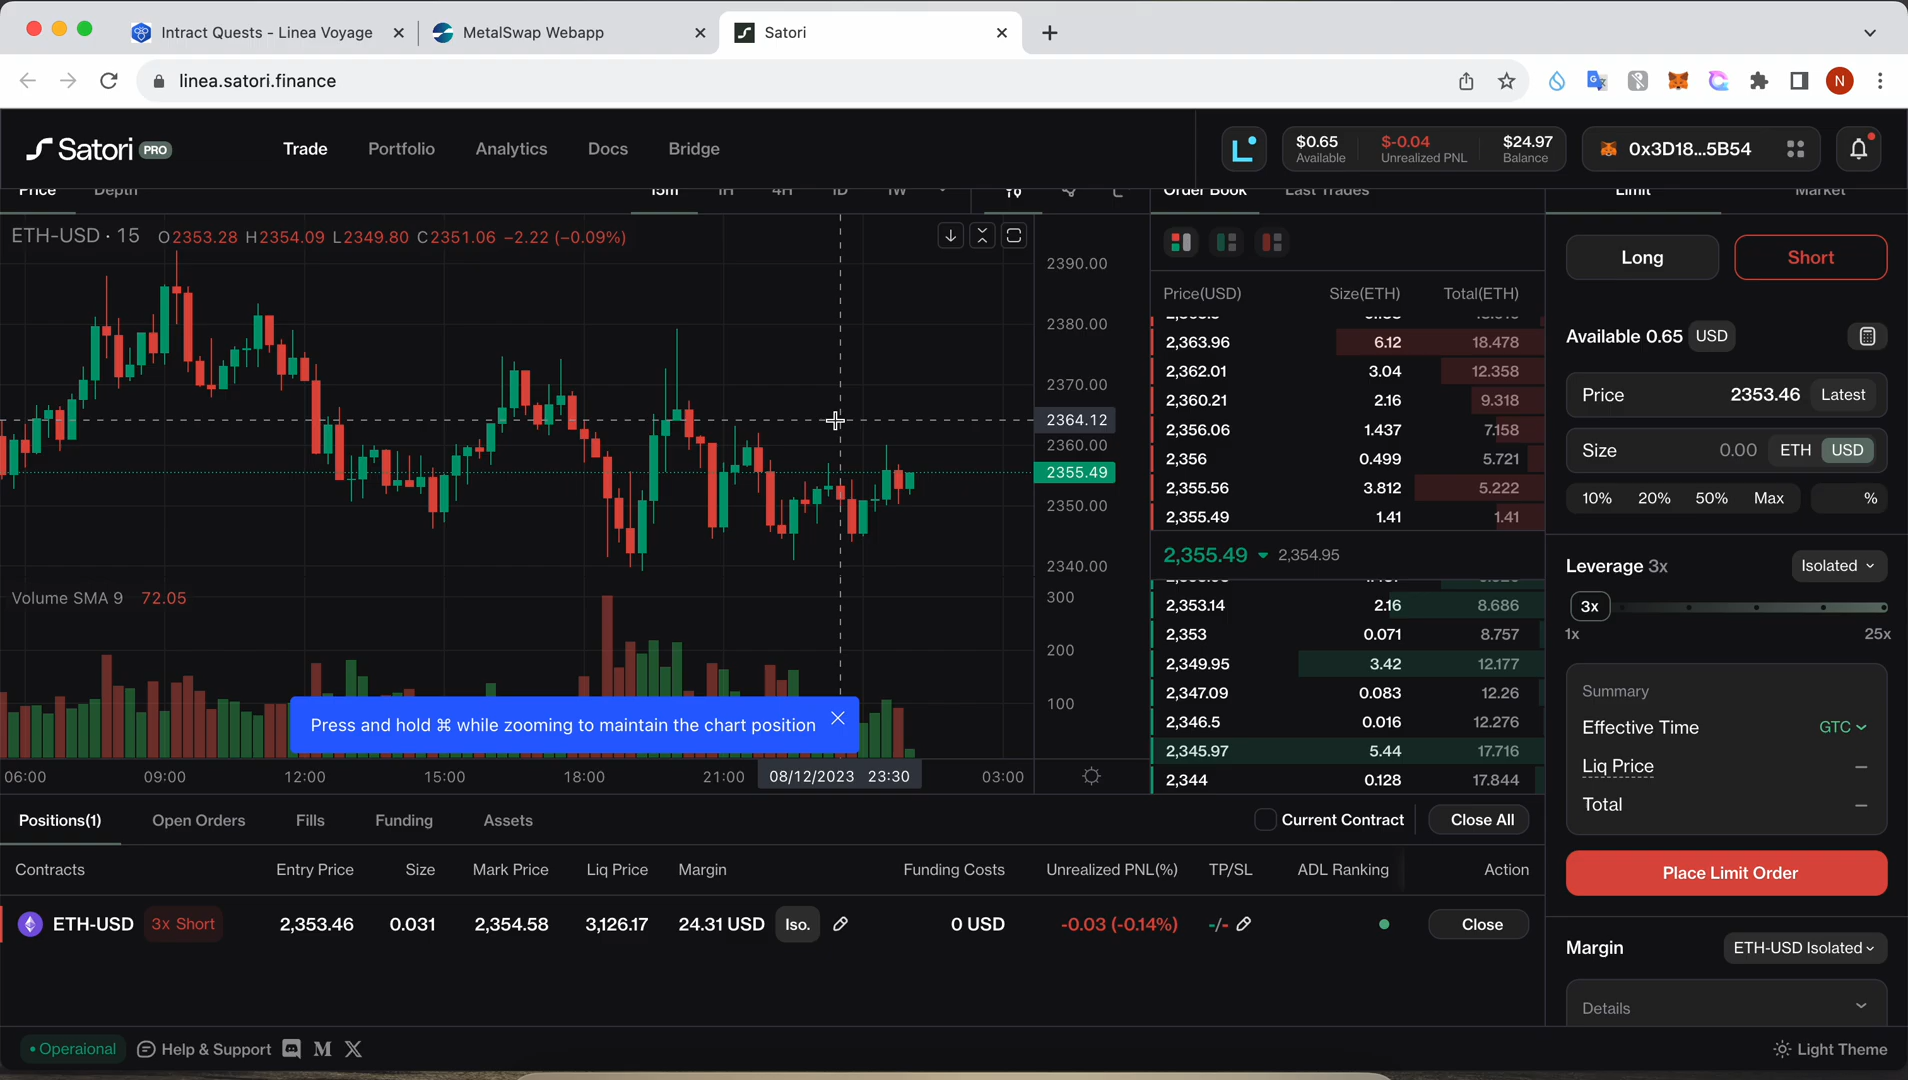 Intract Quests - Linea Voyage
MetalSwap Webapp
Satori
linea.satori.finance
N
Satori PRO
Trade
Portfolio
Analytics
Docs
Bridge
$0.65
Available
$-0.04
Unrealized PNL
$24.97
Balance
0x3D18...5B54
Price
Depth
15m
1H
4H
1D
1W
Order Book
Last Trades
Limit
Market
ETH-USD · 15 O2353.28 H2354.09 L2349.80 C2351.06 −2.22 (−0.09%)
2390.00
2380.00
2370.00
2364.12
2360.00
2355.49
2350.00
2340.00
Volume SMA 9 72.05
300
200
100
Press and hold ⌘ while zooming to maintain the chart position
06:00
09:00
12:00
15:00
18:00
21:00
08/12/2023 23:30
03:00
Price(USD) Size(ETH) Total(ETH)
2,363.96 6.12 18.478
2,362.01 3.04 12.358
2,360.21 2.16 9.318
2,356.06 1.437 7.158
2,356 0.499 5.721
2,355.56 3.812 5.222
2,355.49 1.41 1.41
2,355.49 2,354.95
2,353.14 2.16 8.686
2,353 0.071 8.757
2,349.95 3.42 12.177
2,347.09 0.083 12.26
2,346.5 0.016 12.276
2,345.97 5.44 17.716
2,344 0.128 17.844
Long
Short
Available 0.65 USD
Price 2353.46 Latest
Size 0.00 ETH USD
10% 20% 50% Max %
Leverage 3x Isolated
3x
1x 25x
Summary
Effective Time GTC
Liq Price –
Total –
Place Limit Order
Margin ETH-USD Isolated
Details
Positions(1)
Open Orders
Fills
Funding
Assets
Current Contract
Close All
Contracts Entry Price Size Mark Price Liq Price Margin Funding Costs Unrealized PNL(%) TP/SL ADL Ranking Action
ETH-USD 3x Short 2,353.46 0.031 2,354.58 3,126.17 24.31 USD Iso. 0 USD -0.03 (-0.14%) -/- Close
• Operaional
Help & Support
Light Theme